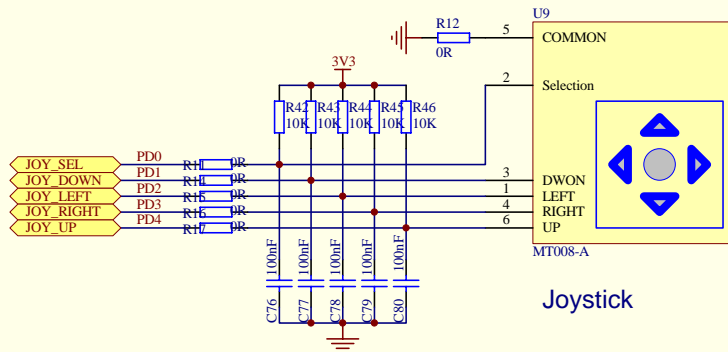 U9
R12
5
COMMON
0R
3V3
2
Selection
R42
R43
R44
R45
R46
10K
10K
10K
10K
10K
JOY_SEL
PD0
0R
JOY_DOWN
PD1
R14
0R
3
DWON
JOY_LEFT
PD2
R15
0R
1
LEFT
JOY_RIGHT
PD3
R16
0R
4
RIGHT
JOY_UP
PD4
R17
0R
6
UP
MT008-A
100nF
100nF
100nF
100nF
100nF
C76
C77
C78
C79
C80
Joystick